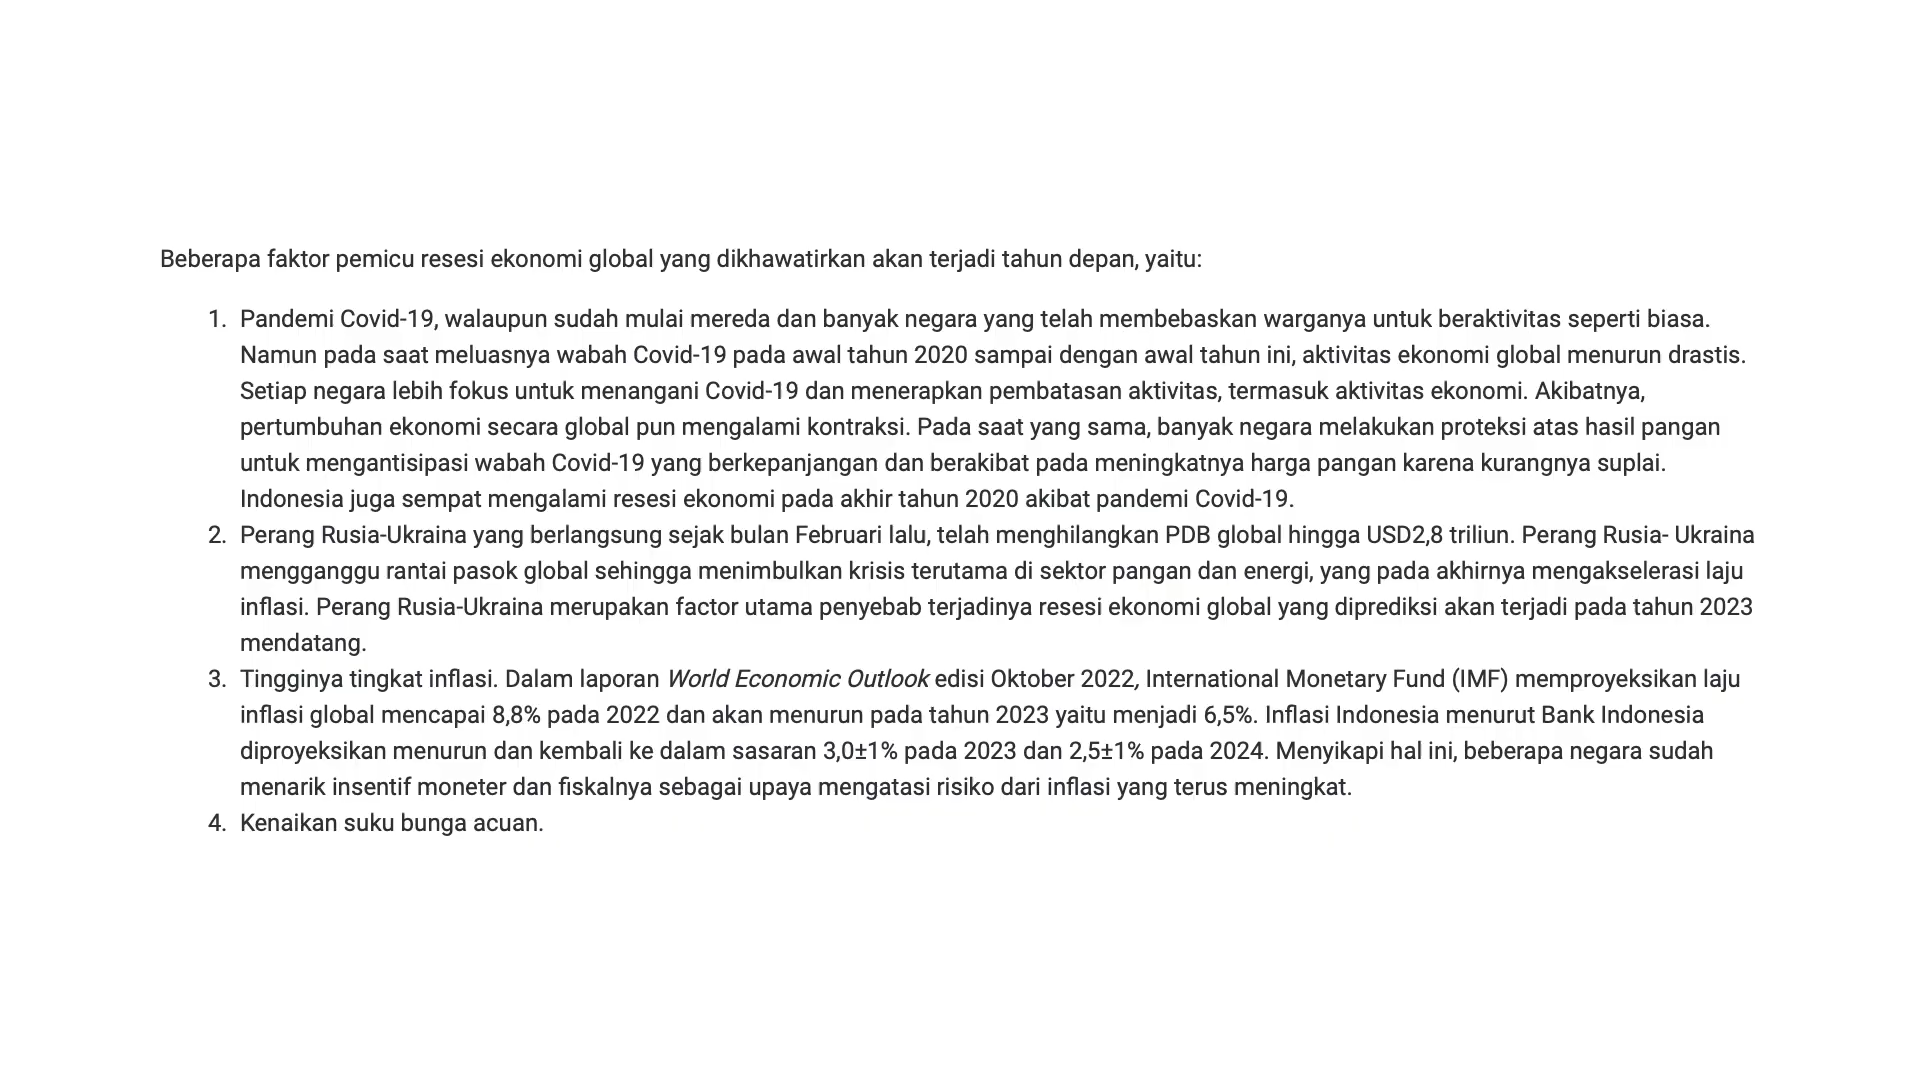 Beberapa faktor pemicu resesi ekonomi global yang dikhawatirkan akan terjadi tahun depan, yaitu:
1. Pandemi Covid-19, walaupun sudah mulai mereda dan banyak negara yang telah membebaskan warganya untuk beraktivitas seperti biasa.
Namun pada saat meluasnya wabah Covid-19 pada awal tahun 2020 sampai dengan awal tahun ini, aktivitas ekonomi global menurun drastis.
Setiap negara lebih fokus untuk menangani Covid-19 dan menerapkan pembatasan aktivitas, termasuk aktivitas ekonomi. Akibatnya,
pertumbuhan ekonomi secara global pun mengalami kontraksi. Pada saat yang sama, banyak negara melakukan proteksi atas hasil pangan
untuk mengantisipasi wabah Covid-19 yang berkepanjangan dan berakibat pada meningkatnya harga pangan karena kurangnya suplai.
Indonesia juga sempat mengalami resesi ekonomi pada akhir tahun 2020 akibat pandemi Covid-19.
2. Perang Rusia-Ukraina yang berlangsung sejak bulan Februari lalu, telah menghilangkan PDB global hingga USD2,8 triliun. Perang Rusia- Ukraina
mengganggu rantai pasok global sehingga menimbulkan krisis terutama di sektor pangan dan energi, yang pada akhirnya mengakselerasi laju
inflasi. Perang Rusia-Ukraina merupakan factor utama penyebab terjadinya resesi ekonomi global yang diprediksi akan terjadi pada tahun 2023
mendatang.
3. Tingginya tingkat inflasi. Dalam laporan World Economic Outlook edisi Oktober 2022, International Monetary Fund (IMF) memproyeksikan laju
inflasi global mencapai 8,8% pada 2022 dan akan menurun pada tahun 2023 yaitu menjadi 6,5%. Inflasi Indonesia menurut Bank Indonesia
diproyeksikan menurun dan kembali ke dalam sasaran 3,0±1% pada 2023 dan 2,5±1% pada 2024. Menyikapi hal ini, beberapa negara sudah
menarik insentif moneter dan fiskalnya sebagai upaya mengatasi risiko dari inflasi yang terus meningkat.
4. Kenaikan suku bunga acuan.